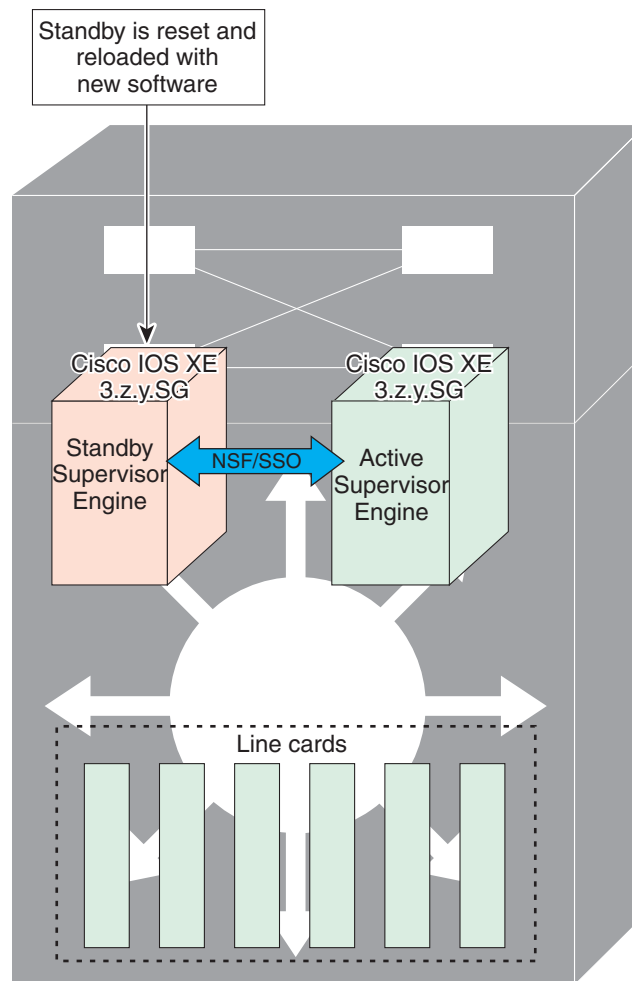 Standby is reset and
reloaded with
new software
Cisco IOS XE
3.z.y.SG
Cisco IOS XE
3.z.y.SG
Standby
Supervisor
Engine
NSF/SSO
Active
Supervisor
Engine
Line cards